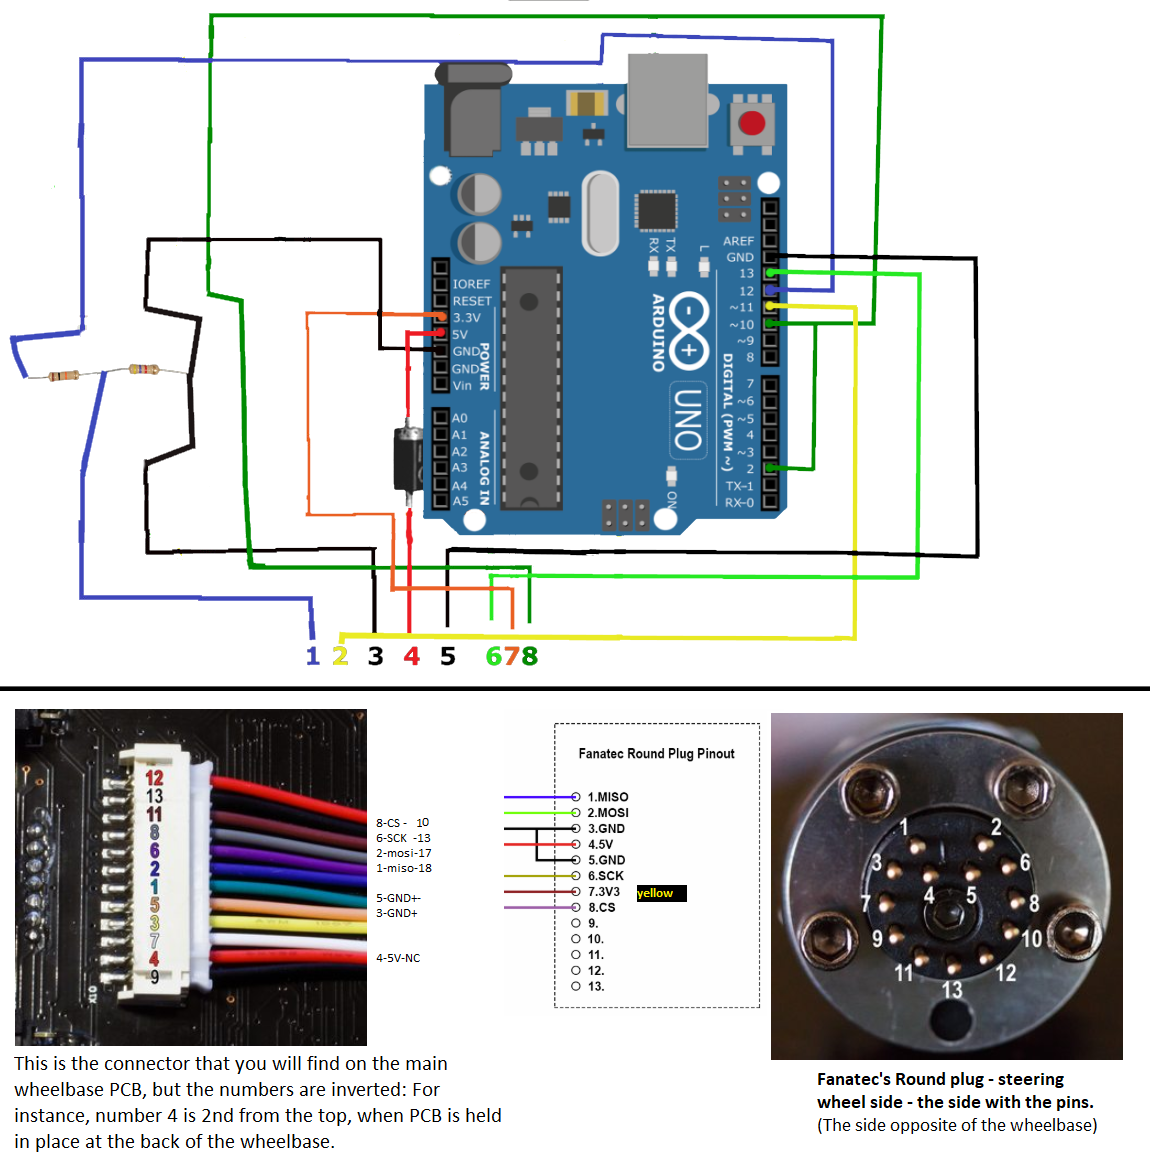 AREF
GND
13
12
~11
~10
~9
8
7
~6
~5
4
~3
2
TX-1
RX-0
IOREF
RESET
3.3V
5V
GND
GND
Vin
A0
A1
A2
A3
A4
A5
POWER
ANALOG IN
RX
TX
L
ARDUINO
UNO
DIGITAL (PWM ~)
ON
1 2 3 4 5 6 7 8
12
13
11
8
6
2
1
5
3
7
4
9
X10
8-CS - 10
6-SCK -13
2-mosi-17
1-miso-18
5-GND+-
3-GND+
4-5V-NC
Fanatec Round Plug Pinout
1.MISO
2.MOSI
3.GND
4.5V
5.GND
6.SCK
7.3V3 yellow
8.CS
9.
10.
11.
12.
13.
1 2
3 6
4 5
7 8
9 10
11 12
13
This is the connector that you will find on the main
wheelbase PCB, but the numbers are inverted: For
instance, number 4 is 2nd from the top, when PCB is held
in place at the back of the wheelbase.
Fanatec's Round plug - steering
wheel side - the side with the pins.
(The side opposite of the wheelbase)